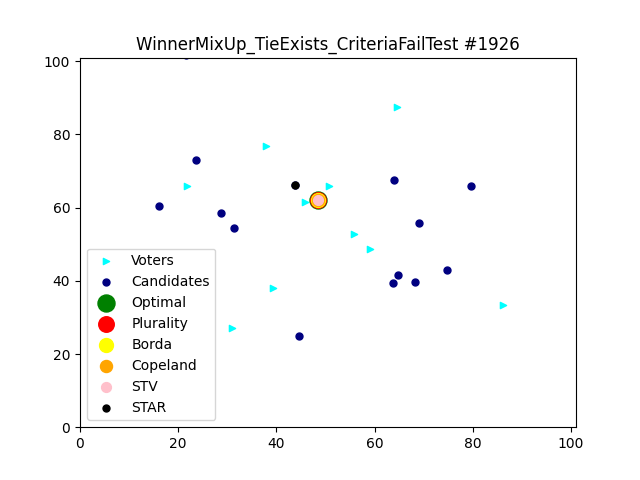 WinnerMixUp_TieExists_CriteriaFailTest #1926
100
80
60
40
20
0
Voters
Candidates
Optimal
Plurality
Borda
Copeland
STV
STAR
0 20 40 60 80 100